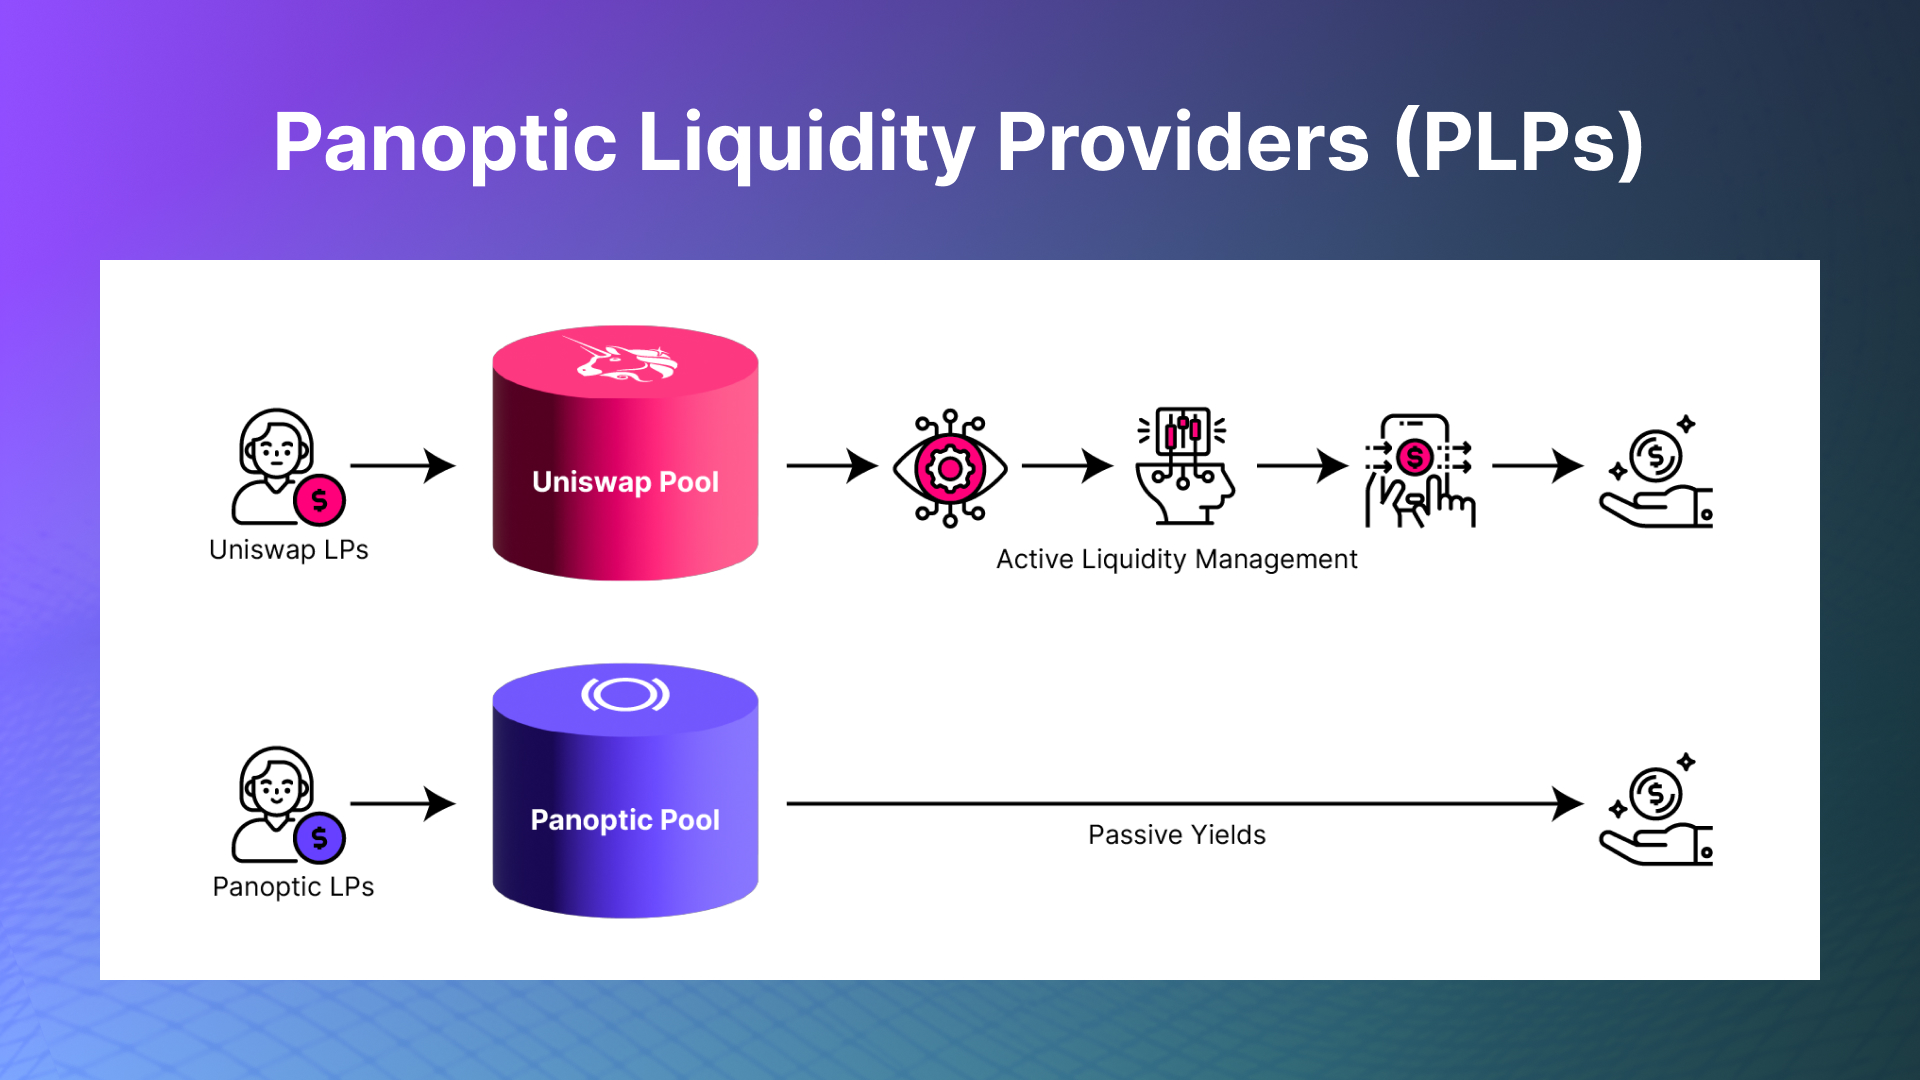 Panoptic Liquidity Providers (PLPs)
Uniswap Pool
Uniswap LPs
Active Liquidity Management
Panoptic Pool
Panoptic LPs
Passive Yields